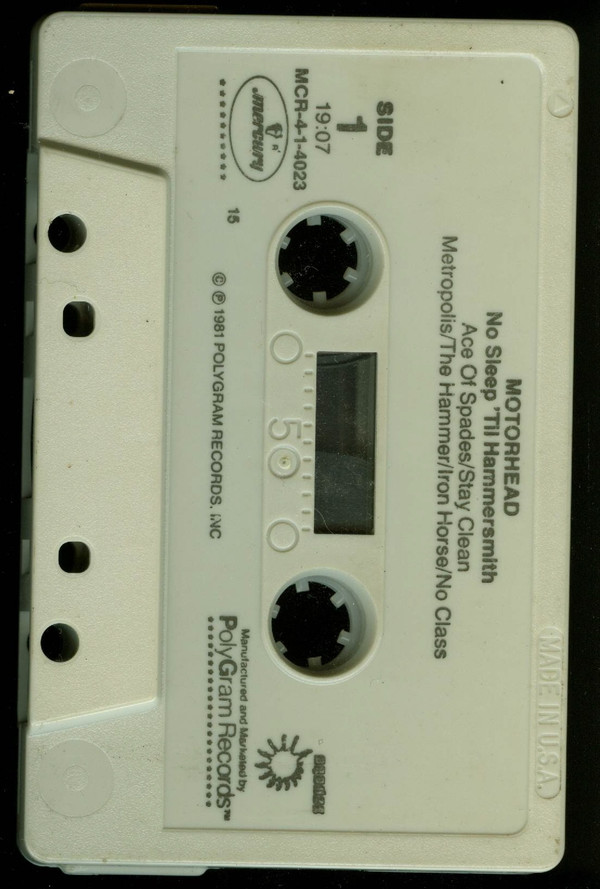 MOTORHEAD
No Sleep 'Til Hammersmith
Ace Of Spades/Stay Clean
Metropolis/The Hammer/Iron Horse/No Class
SIDE
1
19:07
MCR-4-1-4023
mercury
15
50
℗ © 1981 POLYGRAM RECORDS, INC
Manufactured and Marketed by
PolyGram Records™
MADE IN U.S.A.